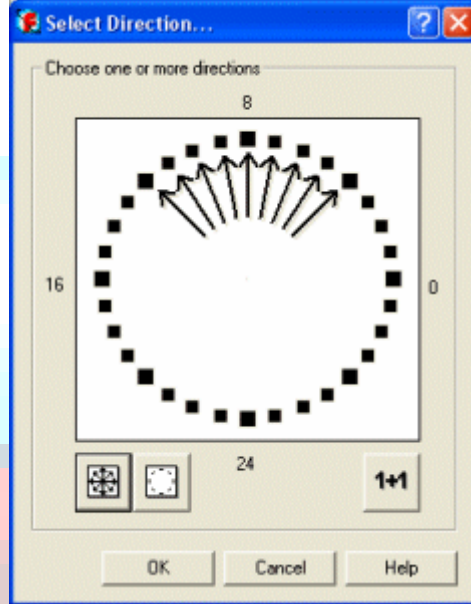 Select Direction...
Choose one or more directions
8
16
0
24
1+1
OK
Cancel
Help